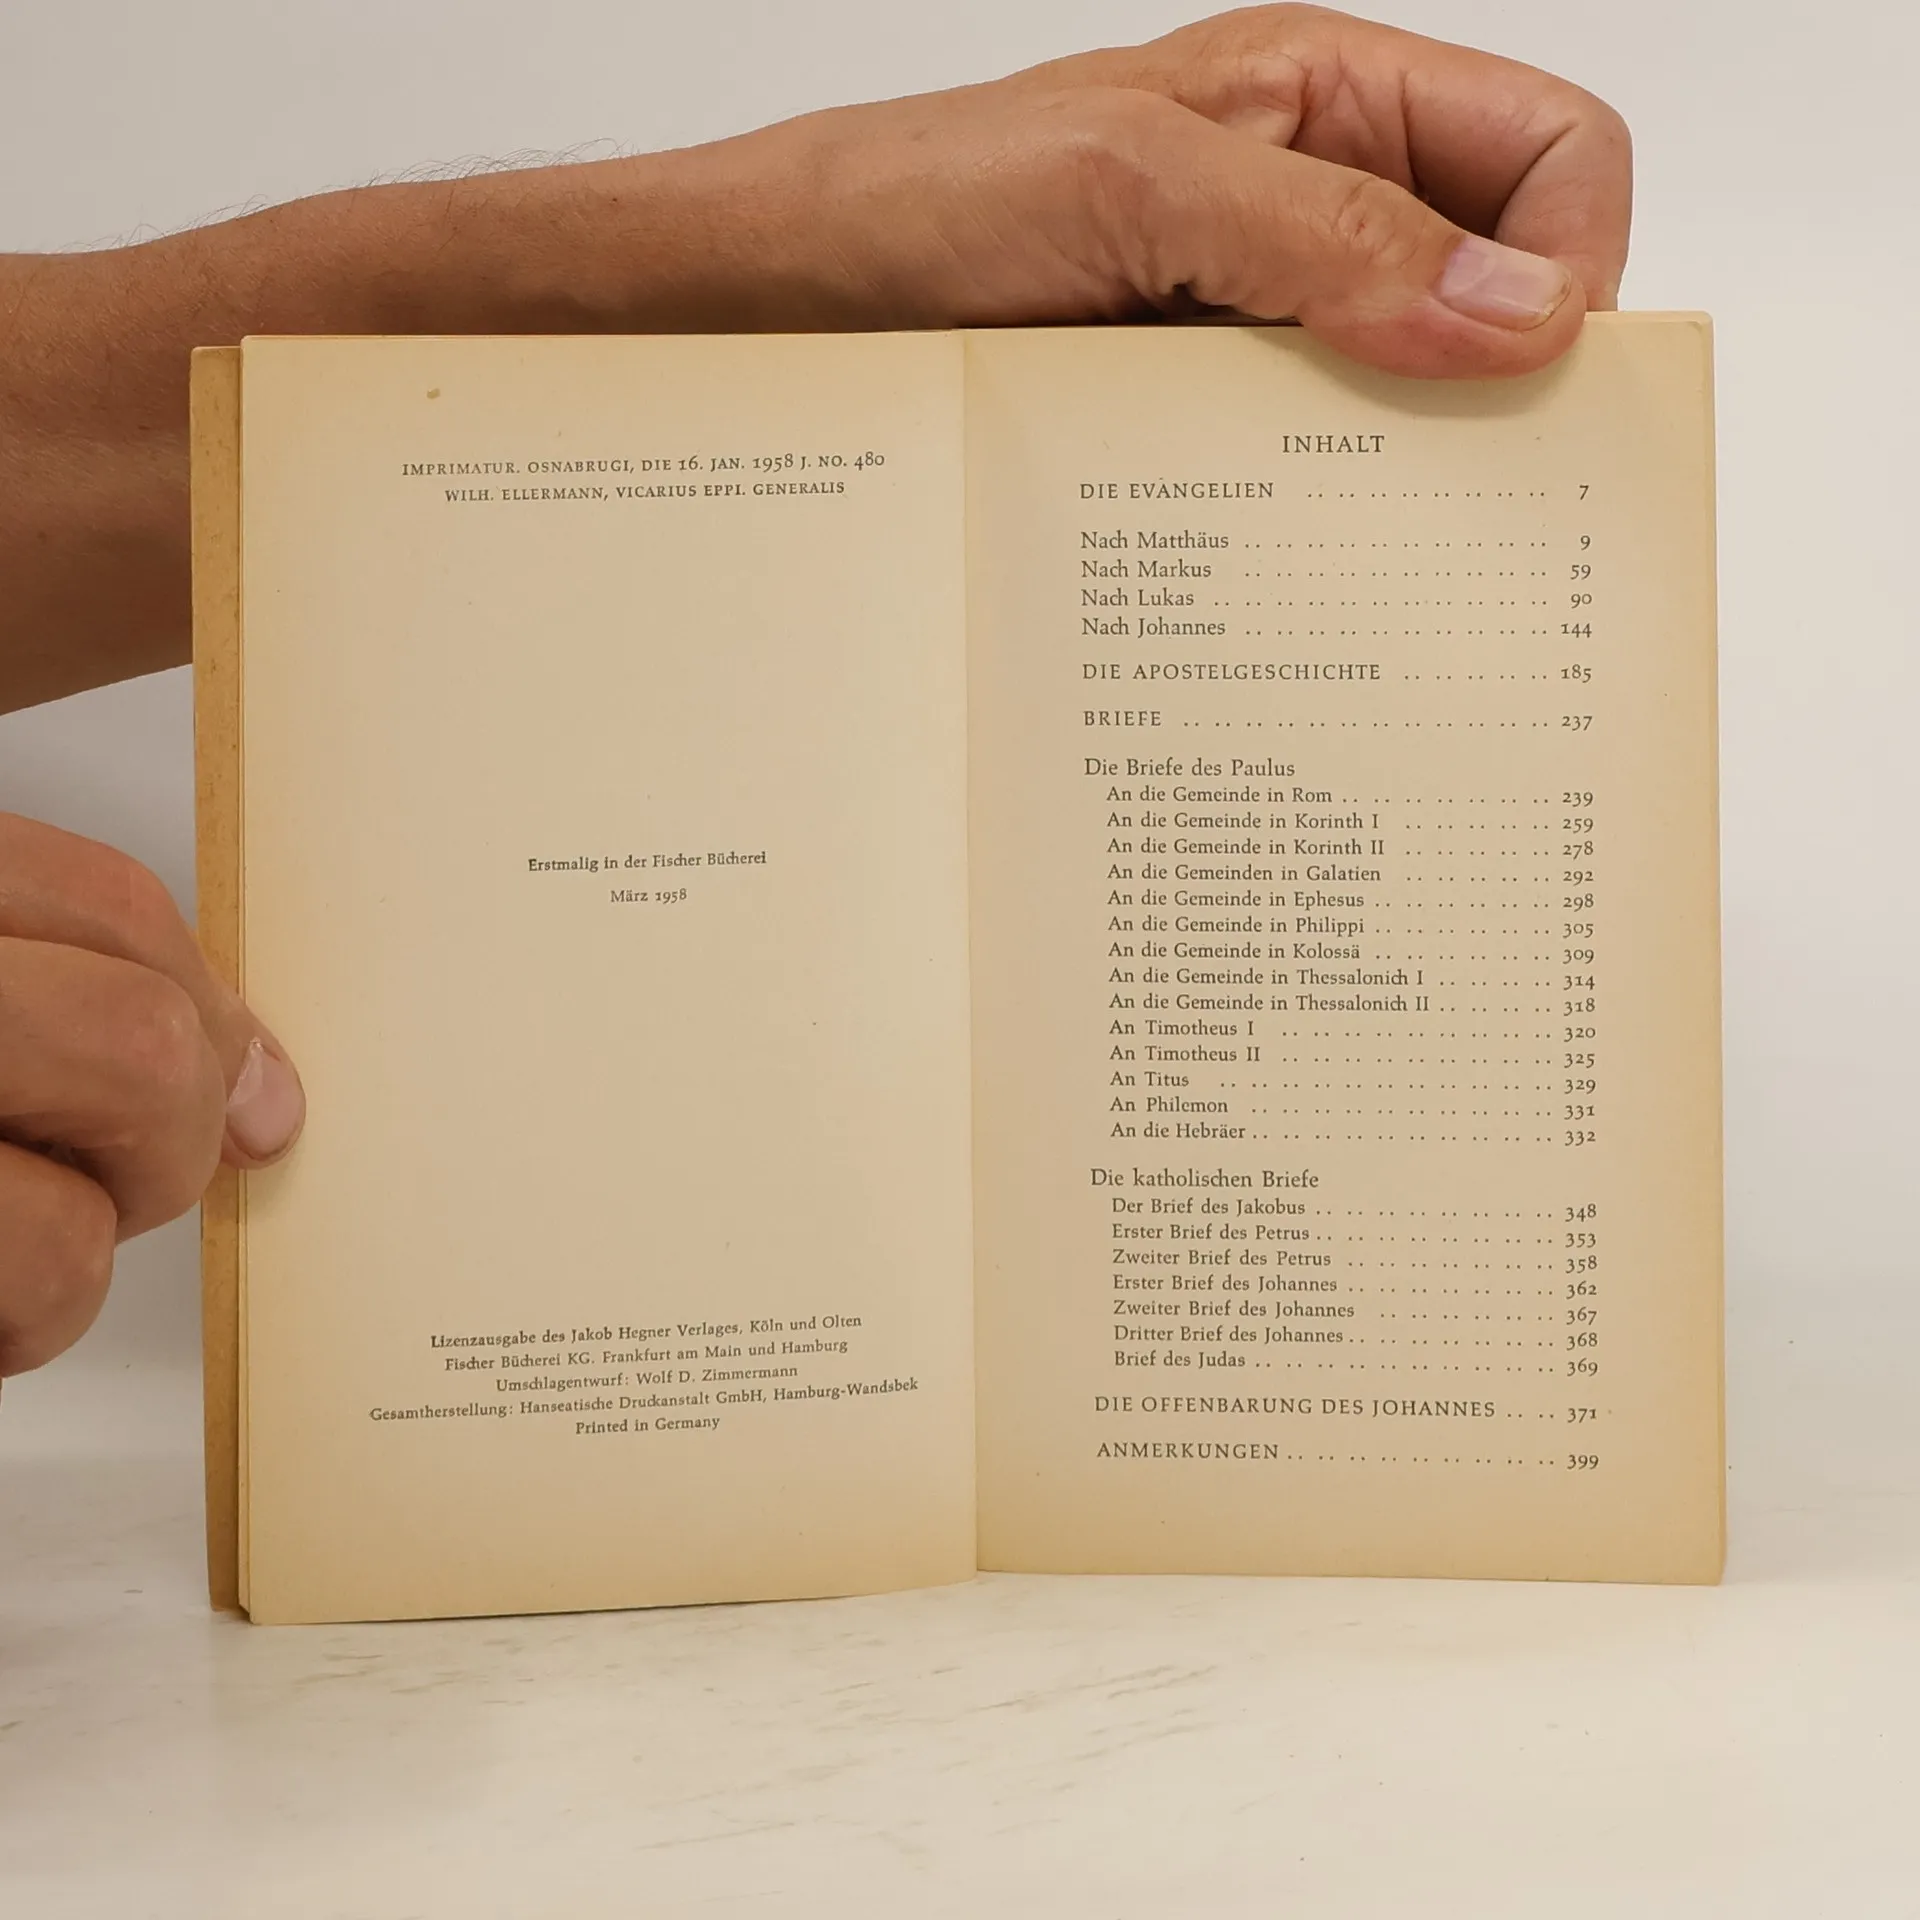 IMPRIMATUR. OSNABRUGI, DIE 16. JAN. 1958 J. NO. 480
WILH. ELLERMANN, VICARIUS EPPI. GENERALIS
Erstmalig in der Fischer Bücherei
März 1958
Lizenzausgabe des Jakob Hegner Verlages, Köln und Olten
Fischer Bücherei KG. Frankfurt am Main und Hamburg
Umschlagentwurf: Wolf D. Zimmermann
Gesamtherstellung: Hanseatische Druckanstalt GmbH, Hamburg-Wandsbek
Printed in Germany
INHALT
DIE EVANGELIEN .. .. .. .. .. .. .. .. 7
Nach Matthäus .. .. .. .. .. .. .. .. .. .. 9
Nach Markus .. .. .. .. .. .. .. .. .. .. 59
Nach Lukas .. .. .. .. .. .. .. .. .. .. .. 90
Nach Johannes .. .. .. .. .. .. .. .. .. .. 144
DIE APOSTELGESCHICHTE .. .. .. .. .. 185
BRIEFE .. .. .. .. .. .. .. .. .. .. .. .. 237
Die Briefe des Paulus
An die Gemeinde in Rom .. .. .. .. .. .. .. 239
An die Gemeinde in Korinth I .. .. .. .. .. 259
An die Gemeinde in Korinth II .. .. .. .. .. 278
An die Gemeinden in Galatien .. .. .. .. .. 292
An die Gemeinde in Ephesus .. .. .. .. .. .. 298
An die Gemeinde in Philippi .. .. .. .. .. .. 305
An die Gemeinde in Kolossä .. .. .. .. .. .. 309
An die Gemeinde in Thessalonich I .. .. .. .. 314
An die Gemeinde in Thessalonich II .. .. .. .. 318
An Timotheus I .. .. .. .. .. .. .. .. .. 320
An Timotheus II .. .. .. .. .. .. .. .. .. 325
An Titus .. .. .. .. .. .. .. .. .. .. .. 329
An Philemon .. .. .. .. .. .. .. .. .. .. 331
An die Hebräer .. .. .. .. .. .. .. .. .. .. 332
Die katholischen Briefe
Der Brief des Jakobus .. .. .. .. .. .. .. .. 348
Erster Brief des Petrus .. .. .. .. .. .. .. .. 353
Zweiter Brief des Petrus .. .. .. .. .. .. .. 358
Erster Brief des Johannes .. .. .. .. .. .. .. 362
Zweiter Brief des Johannes .. .. .. .. .. .. 367
Dritter Brief des Johannes .. .. .. .. .. .. .. 368
Brief des Judas .. .. .. .. .. .. .. .. .. .. 369
DIE OFFENBARUNG DES JOHANNES .. .. 371
ANMERKUNGEN .. .. .. .. .. .. .. .. .. 399